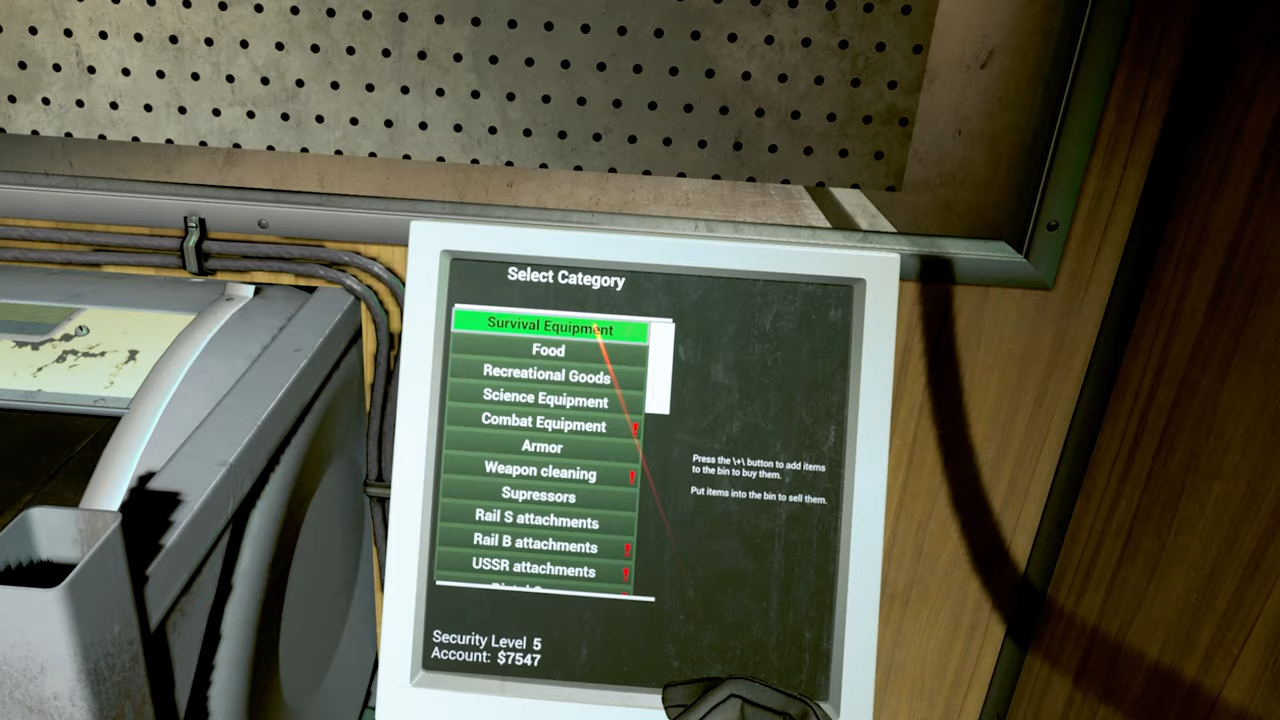 Select Category
Survival Equipment
Food
Recreational Goods
Science Equipment
Combat Equipment !
Armor
Weapon cleaning !
Supressors
Rail S attachments
Rail B attachments !
USSR attachments !
Press the \+\ button to add items
to the bin to buy them.
Put items into the bin to sell them.
Security Level 5
Account: $7547